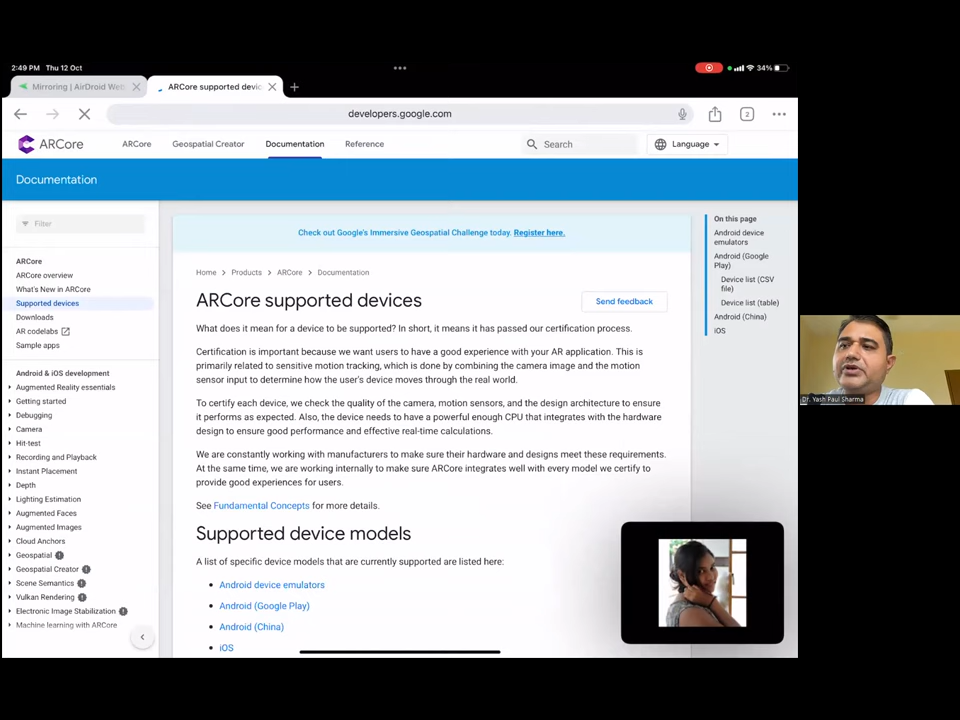 2:49 PM Thu 12 Oct
34%
Mirroring | AirDroid Web
ARCore supported devic
developers.google.com
2
ARCore
ARCore
Geospatial Creator
Documentation
Reference
Search
Language
Documentation
Filter
ARCore
ARCore overview
What's New in ARCore
Supported devices
Downloads
AR codelabs
Sample apps
Android & iOS development
Augmented Reality essentials
Getting started
Debugging
Camera
Hit-test
Recording and Playback
Instant Placement
Depth
Lighting Estimation
Augmented Faces
Augmented Images
Cloud Anchors
Geospatial
Geospatial Creator
Scene Semantics
Vulkan Rendering
Electronic Image Stabilization
Machine learning with ARCore
Check out Google's Immersive Geospatial Challenge today. Register here.
Home > Products > ARCore > Documentation
ARCore supported devices
Send feedback
What does it mean for a device to be supported? In short, it means it has passed our certification process.
Certification is important because we want users to have a good experience with your AR application. This is
primarily related to sensitive motion tracking, which is done by combining the camera image and the motion
sensor input to determine how the user's device moves through the real world.
To certify each device, we check the quality of the camera, motion sensors, and the design architecture to ensure
it performs as expected. Also, the device needs to have a powerful enough CPU that integrates with the hardware
design to ensure good performance and effective real-time calculations.
We are constantly working with manufacturers to make sure their hardware and designs meet these requirements.
At the same time, we are working internally to make sure ARCore integrates well with every model we certify to
provide good experiences for users.
See Fundamental Concepts for more details.
Supported device models
A list of specific device models that are currently supported are listed here:
Android device emulators
Android (Google Play)
Android (China)
iOS
On this page
Android device
emulators
Android (Google
Play)
Device list (CSV
file)
Device list (table)
Android (China)
iOS
Dr. Yash Paul Sharma